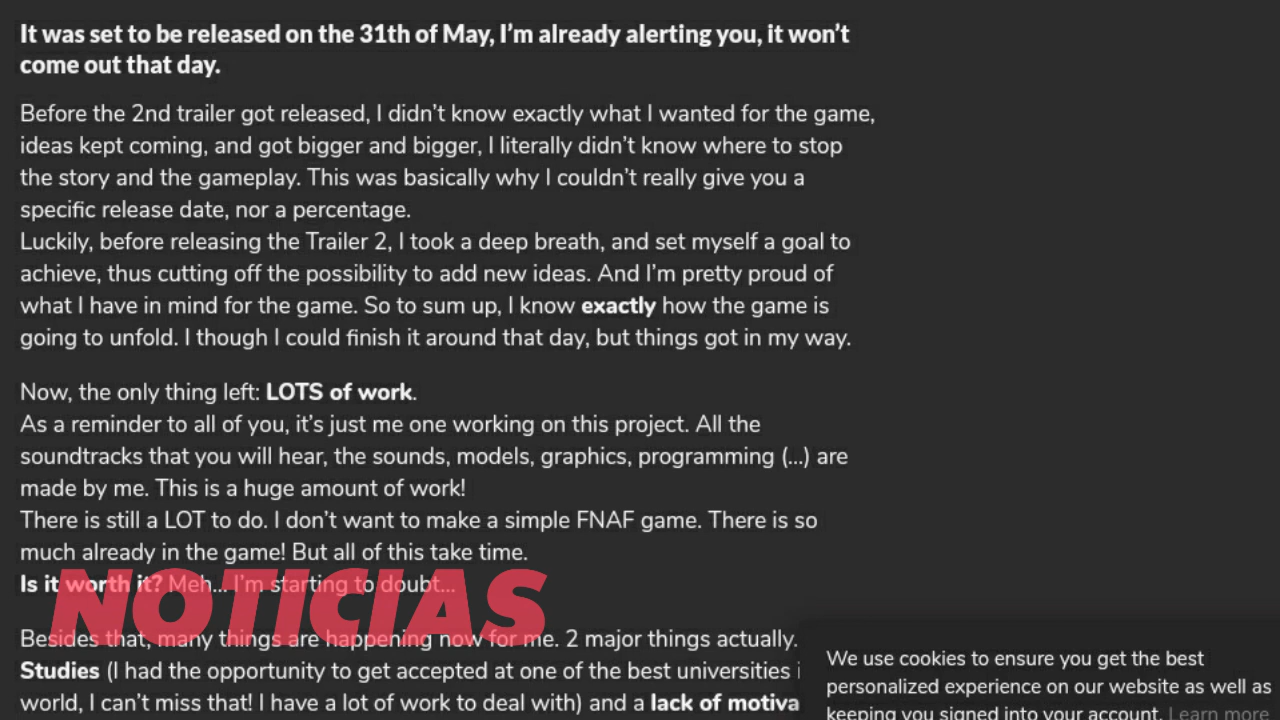 It was set to be released on the 31th of May, I’m already alerting you, it won’t
come out that day.
Before the 2nd trailer got released, I didn’t know exactly what I wanted for the game,
ideas kept coming, and got bigger and bigger, I literally didn’t know where to stop
the story and the gameplay. This was basically why I couldn’t really give you a
specific release date, nor a percentage.
Luckily, before releasing the Trailer 2, I took a deep breath, and set myself a goal to
achieve, thus cutting off the possibility to add new ideas. And I’m pretty proud of
what I have in mind for the game. So to sum up, I know exactly how the game is
going to unfold. I though I could finish it around that day, but things got in my way.
Now, the only thing left: LOTS of work.
As a reminder to all of you, it’s just me one working on this project. All the
soundtracks that you will hear, the sounds, models, graphics, programming (...) are
made by me. This is a huge amount of work!
There is still a LOT to do. I don’t want to make a simple FNAF game. There is so
much already in the game! But all of this take time.
Is it worth it? Meh... I’m starting to doubt...
NOTICIAS
Besides that, many things are happening now for me. 2 major things actually.
Studies (I had the opportunity to get accepted at one of the best universities i
world, I can’t miss that! I have a lot of work to deal with) and a lack of motiva
We use cookies to ensure you get the best
personalized experience on our website as well as
keeping you signed into your account. Learn more